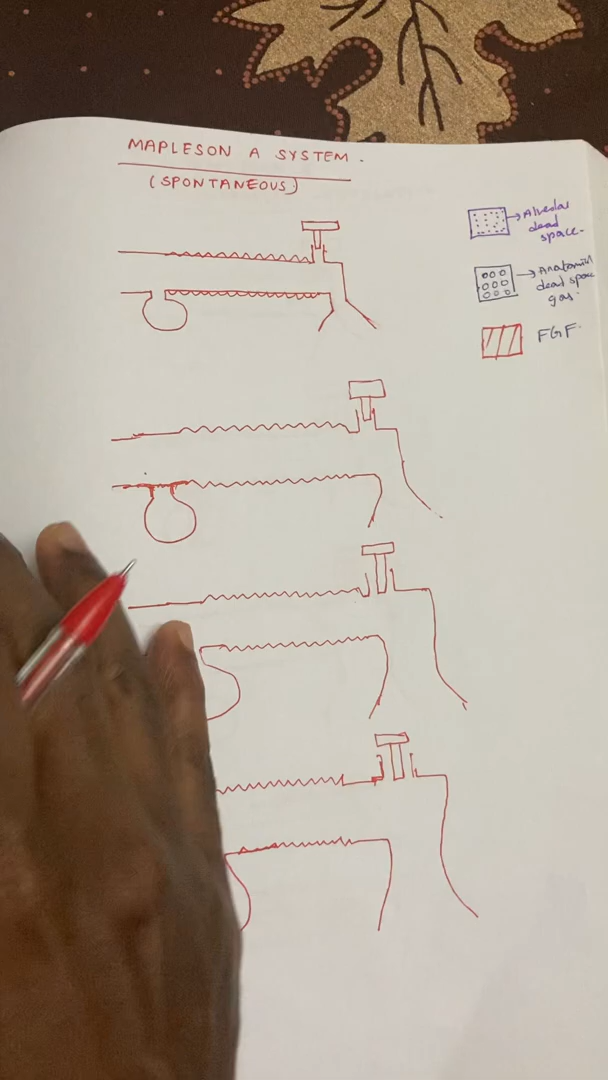 MAPLESON A SYSTEM.
(SPONTANEOUS)
Alveolar
dead
space.
Anatomical
dead space
gas.
FGF.